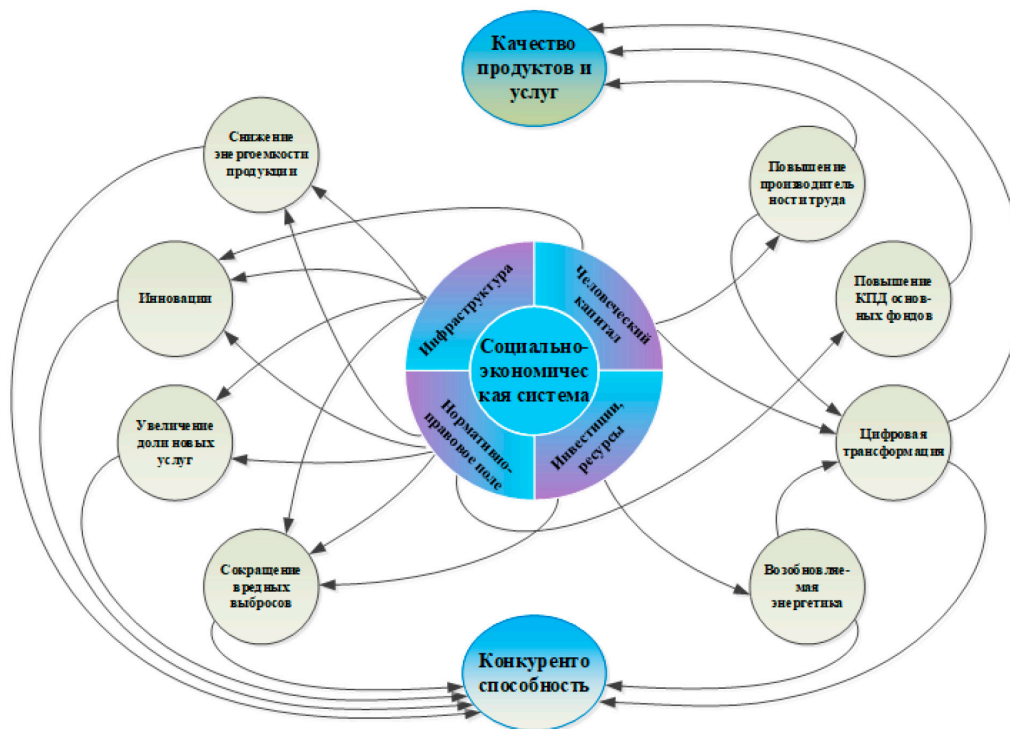 Качество
продуктов и
услуг
Снижение
энергоемкости
продукции
Повышение
производитель
ности труда
Инновации
Инфраструктура
Человеческий
капитал
Повышение
КПД основ-
ных фондов
Социально-
экономичес
кая система
Увеличение
доли новых
услуг
Нормативно-
правовое поле
Инвестиции,
ресурсы
Цифровая
трансформация
Сокращение
вредных
выбросов
Возобновляе-
мая
энергетика
Конкуренто
способность